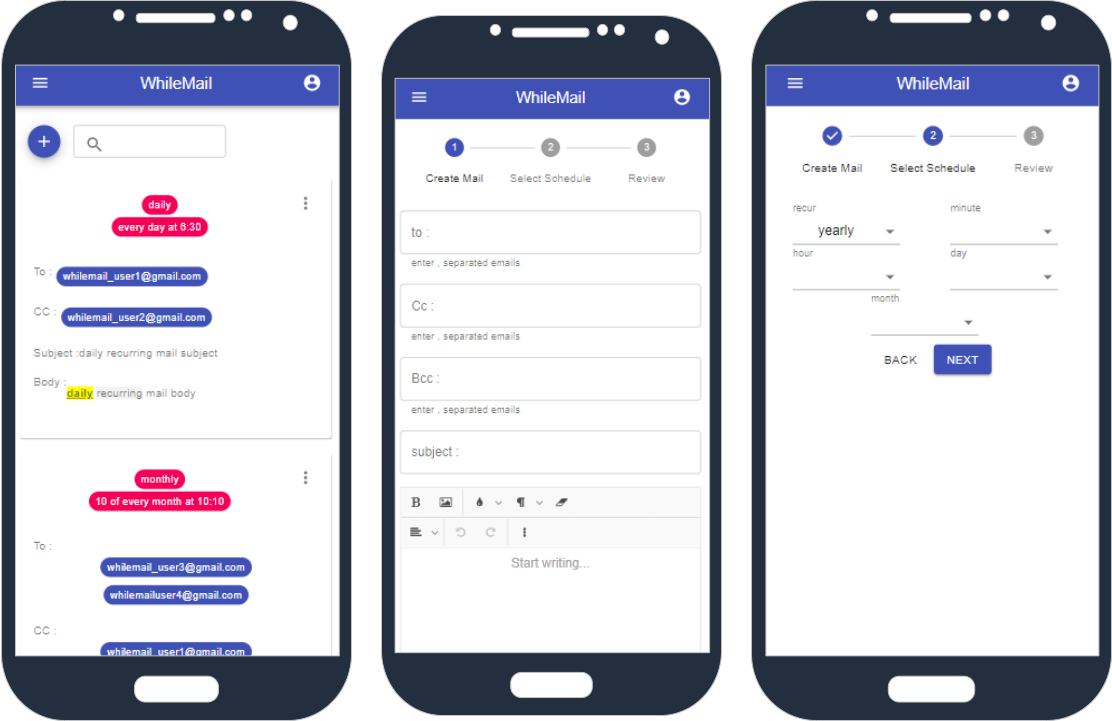 WhileMail
+
daily
every day at 6:30
To : whilemail_user1@gmail.com
CC : whilemail_user2@gmail.com
Subject :daily recurring mail subject
Body :
daily recurring mail body
monthly
10 of every month at 10:10
To :
whilemail_user3@gmail.com
whilemailuser4@gmail.com
CC :
whilemail_user1@gmail.com
WhileMail
1 2 3
Create Mail Select Schedule Review
to :
enter , separated emails
Cc :
enter , separated emails
Bcc :
enter , separated emails
subject :
B ¶
Start writing...
WhileMail
2 3
Create Mail Select Schedule Review
recur minute
yearly
hour day
month
BACK NEXT